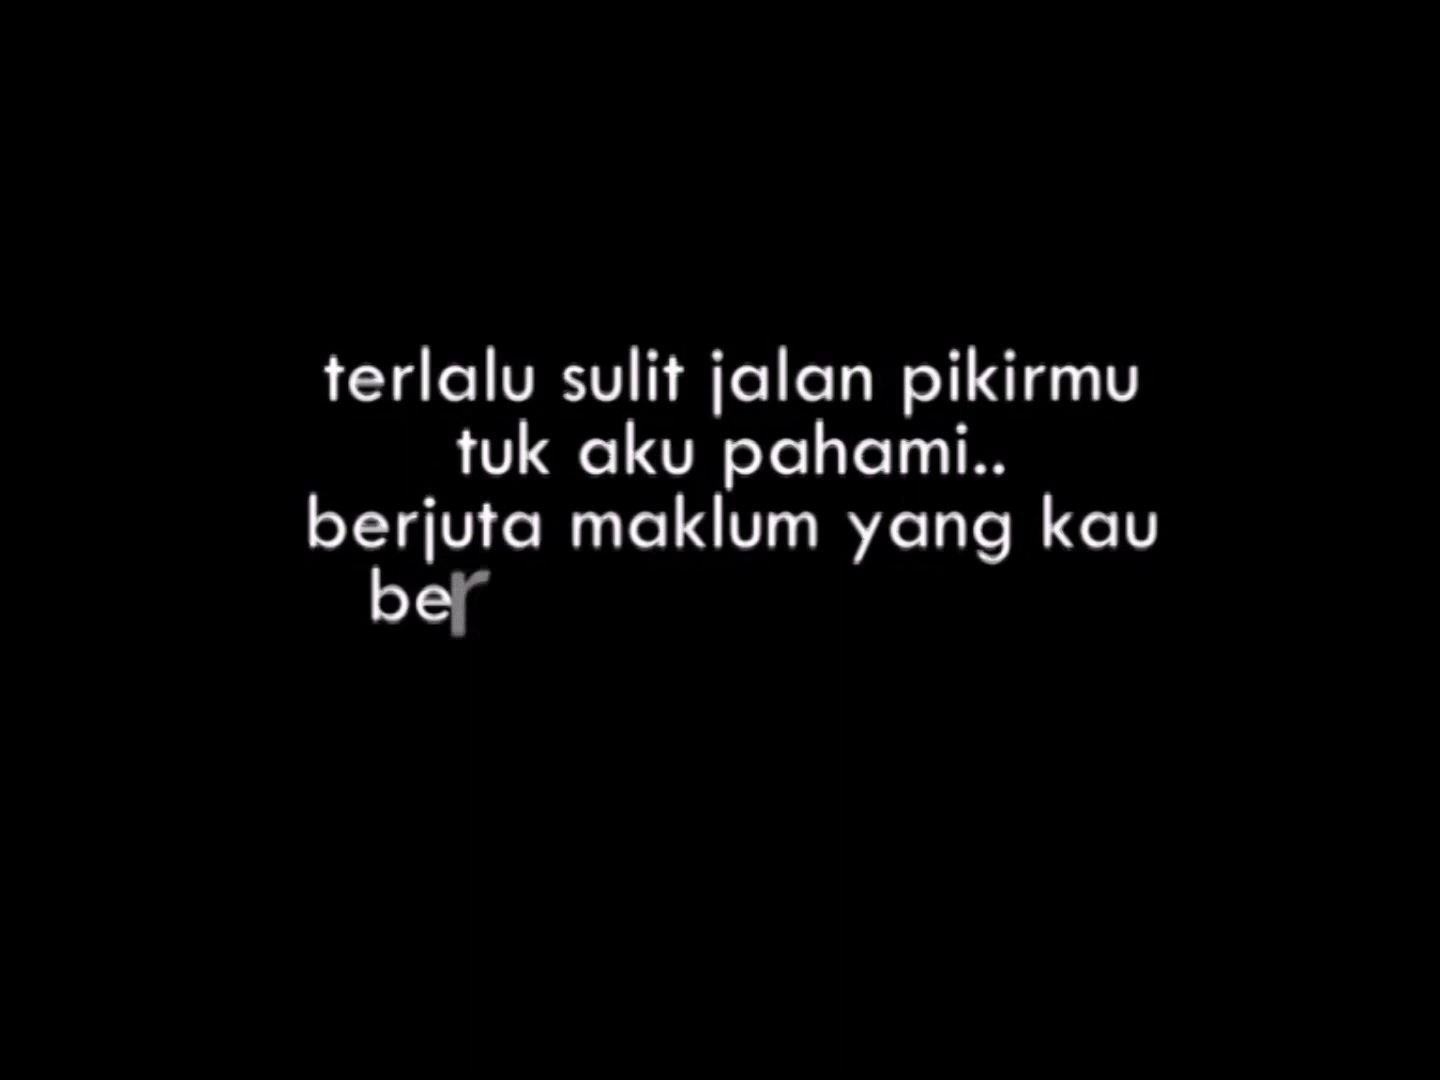 terlalu sulit jalan pikirmu
tuk aku pahami..
berjuta maklum yang kau
ber